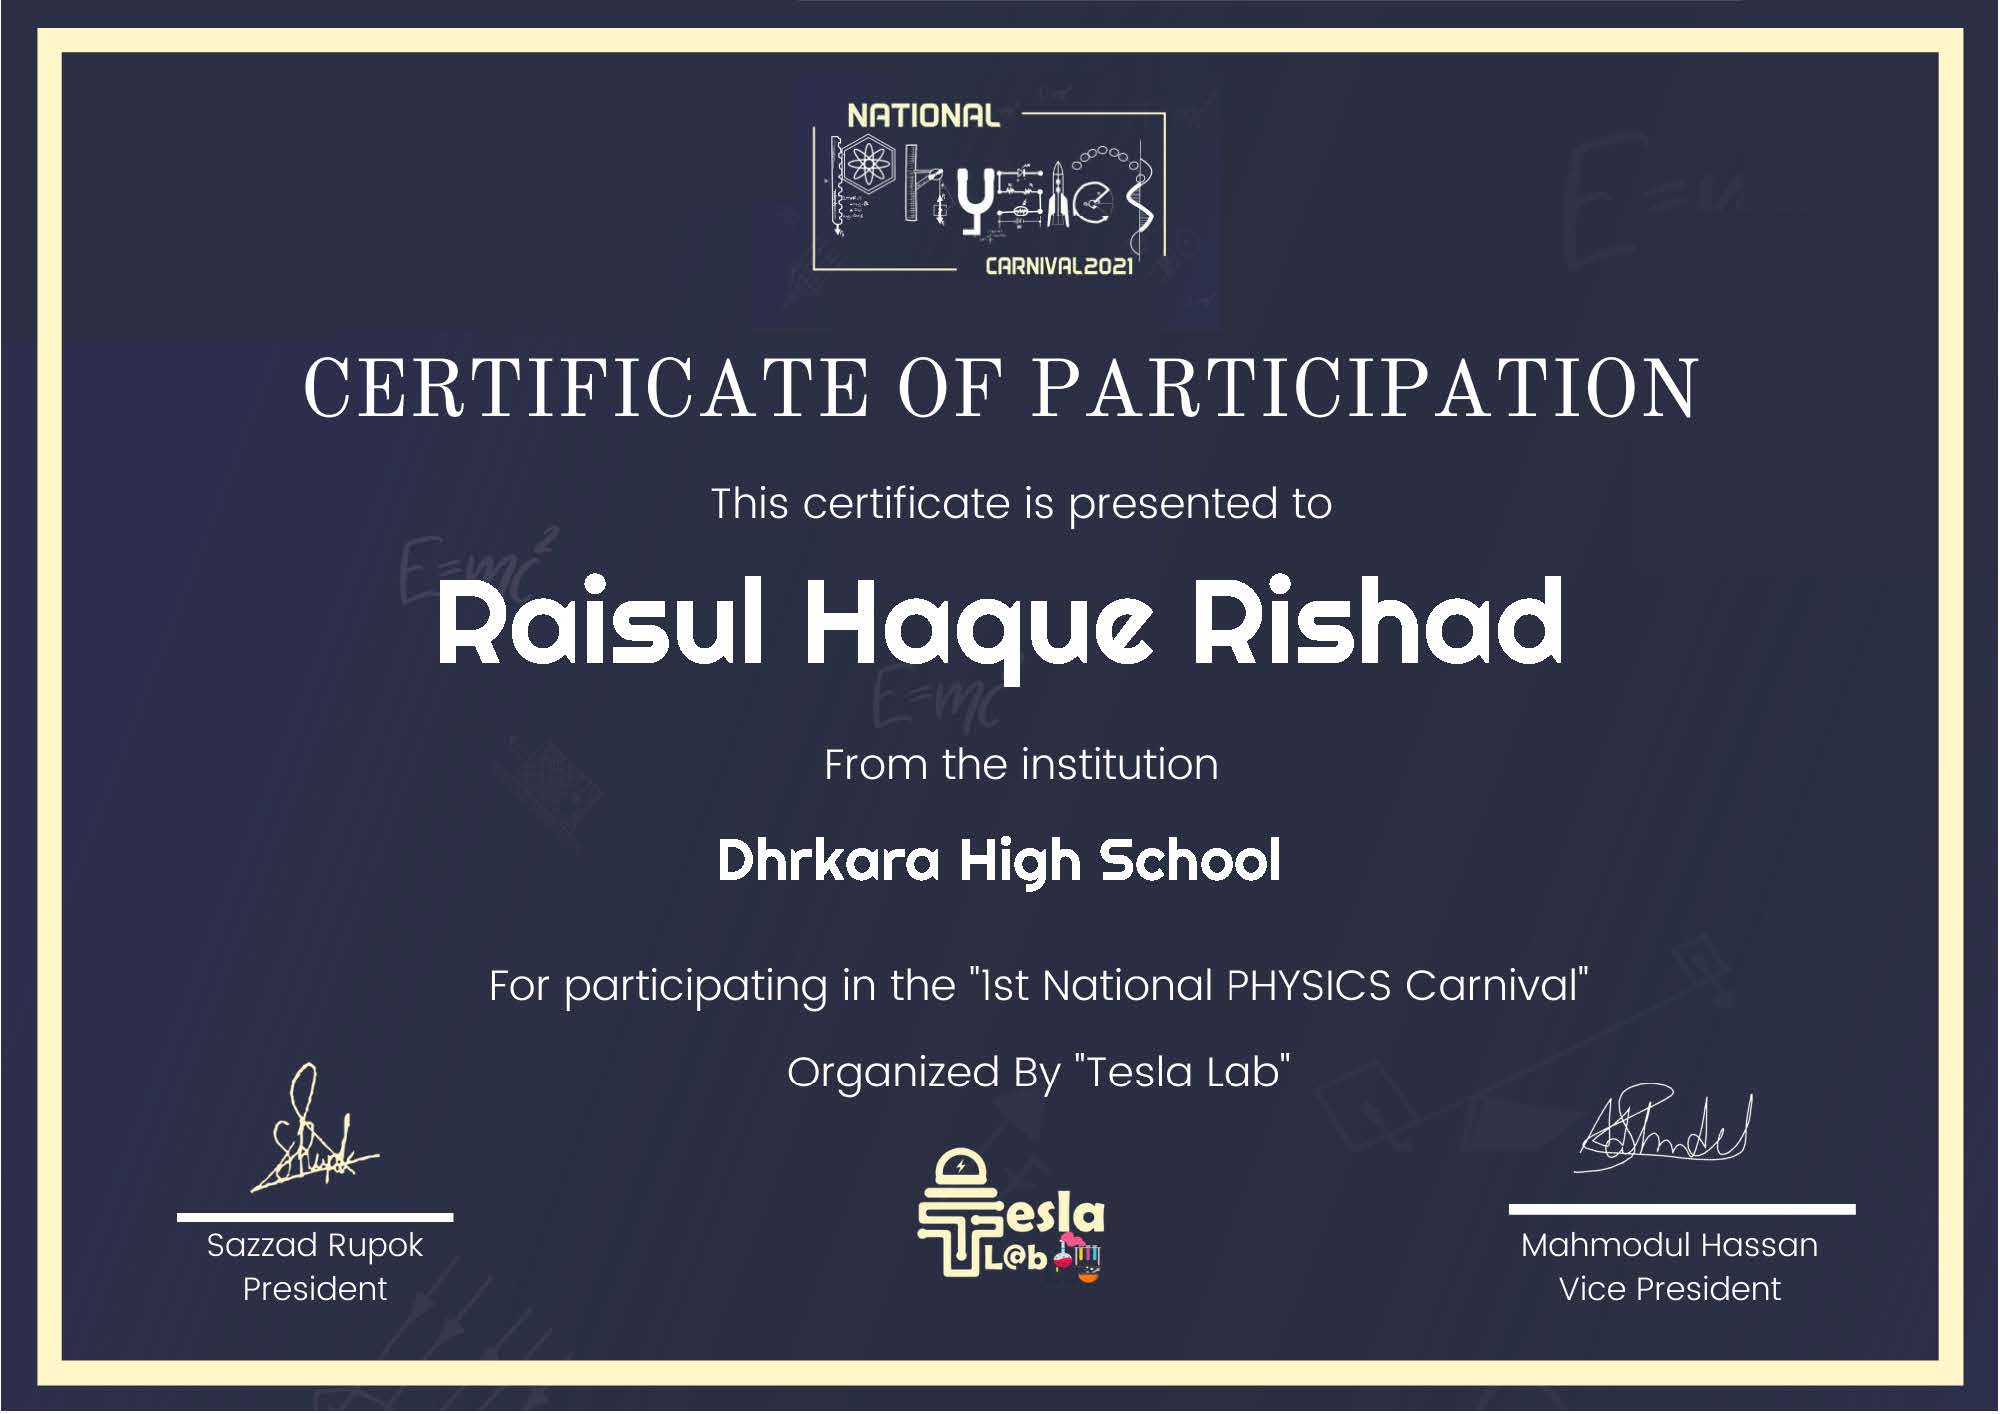 NATIONAL
Physics
CARNIVAL2021
CERTIFICATE OF PARTICIPATION
This certificate is presented to
E=mc²
Raisul Haque Rishad
E=mc
From the institution
Dhrkara High School
For participating in the "1st National PHYSICS Carnival"
Organized By "Tesla Lab"
Tesla
L@b
Sazzad Rupok
President
Mahmodul Hassan
Vice President